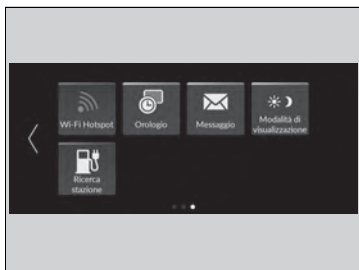 Wi-Fi Hotspot
Orologio
Messaggio
Modalità di
visualizzazione
Ricerca
stazione